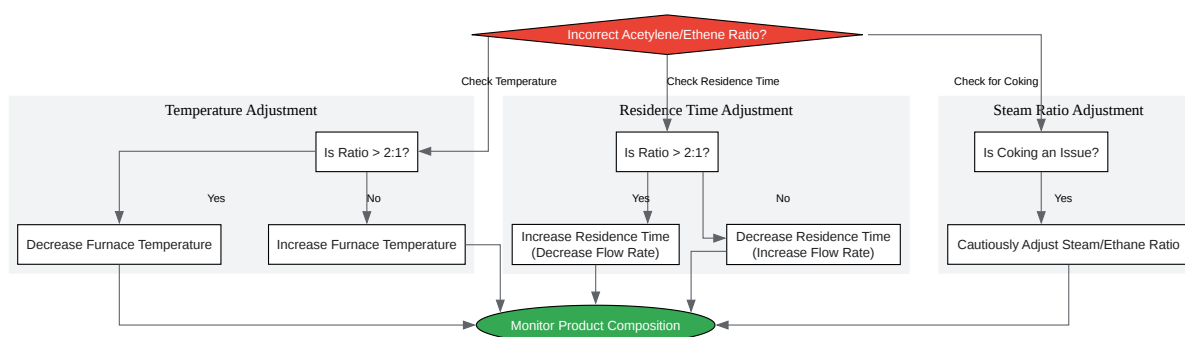 Incorrect Acetylene/Ethene Ratio?
Check Temperature
Check Residence Time
Check for Coking
Temperature Adjustment
Residence Time Adjustment
Steam Ratio Adjustment
Is Ratio > 2:1?
Is Ratio > 2:1?
Is Coking an Issue?
Yes
No
Yes
No
Yes
Decrease Furnace Temperature
Increase Furnace Temperature
Increase Residence Time
(Decrease Flow Rate)
Decrease Residence Time
(Increase Flow Rate)
Cautiously Adjust Steam/Ethane Ratio
Monitor Product Composition